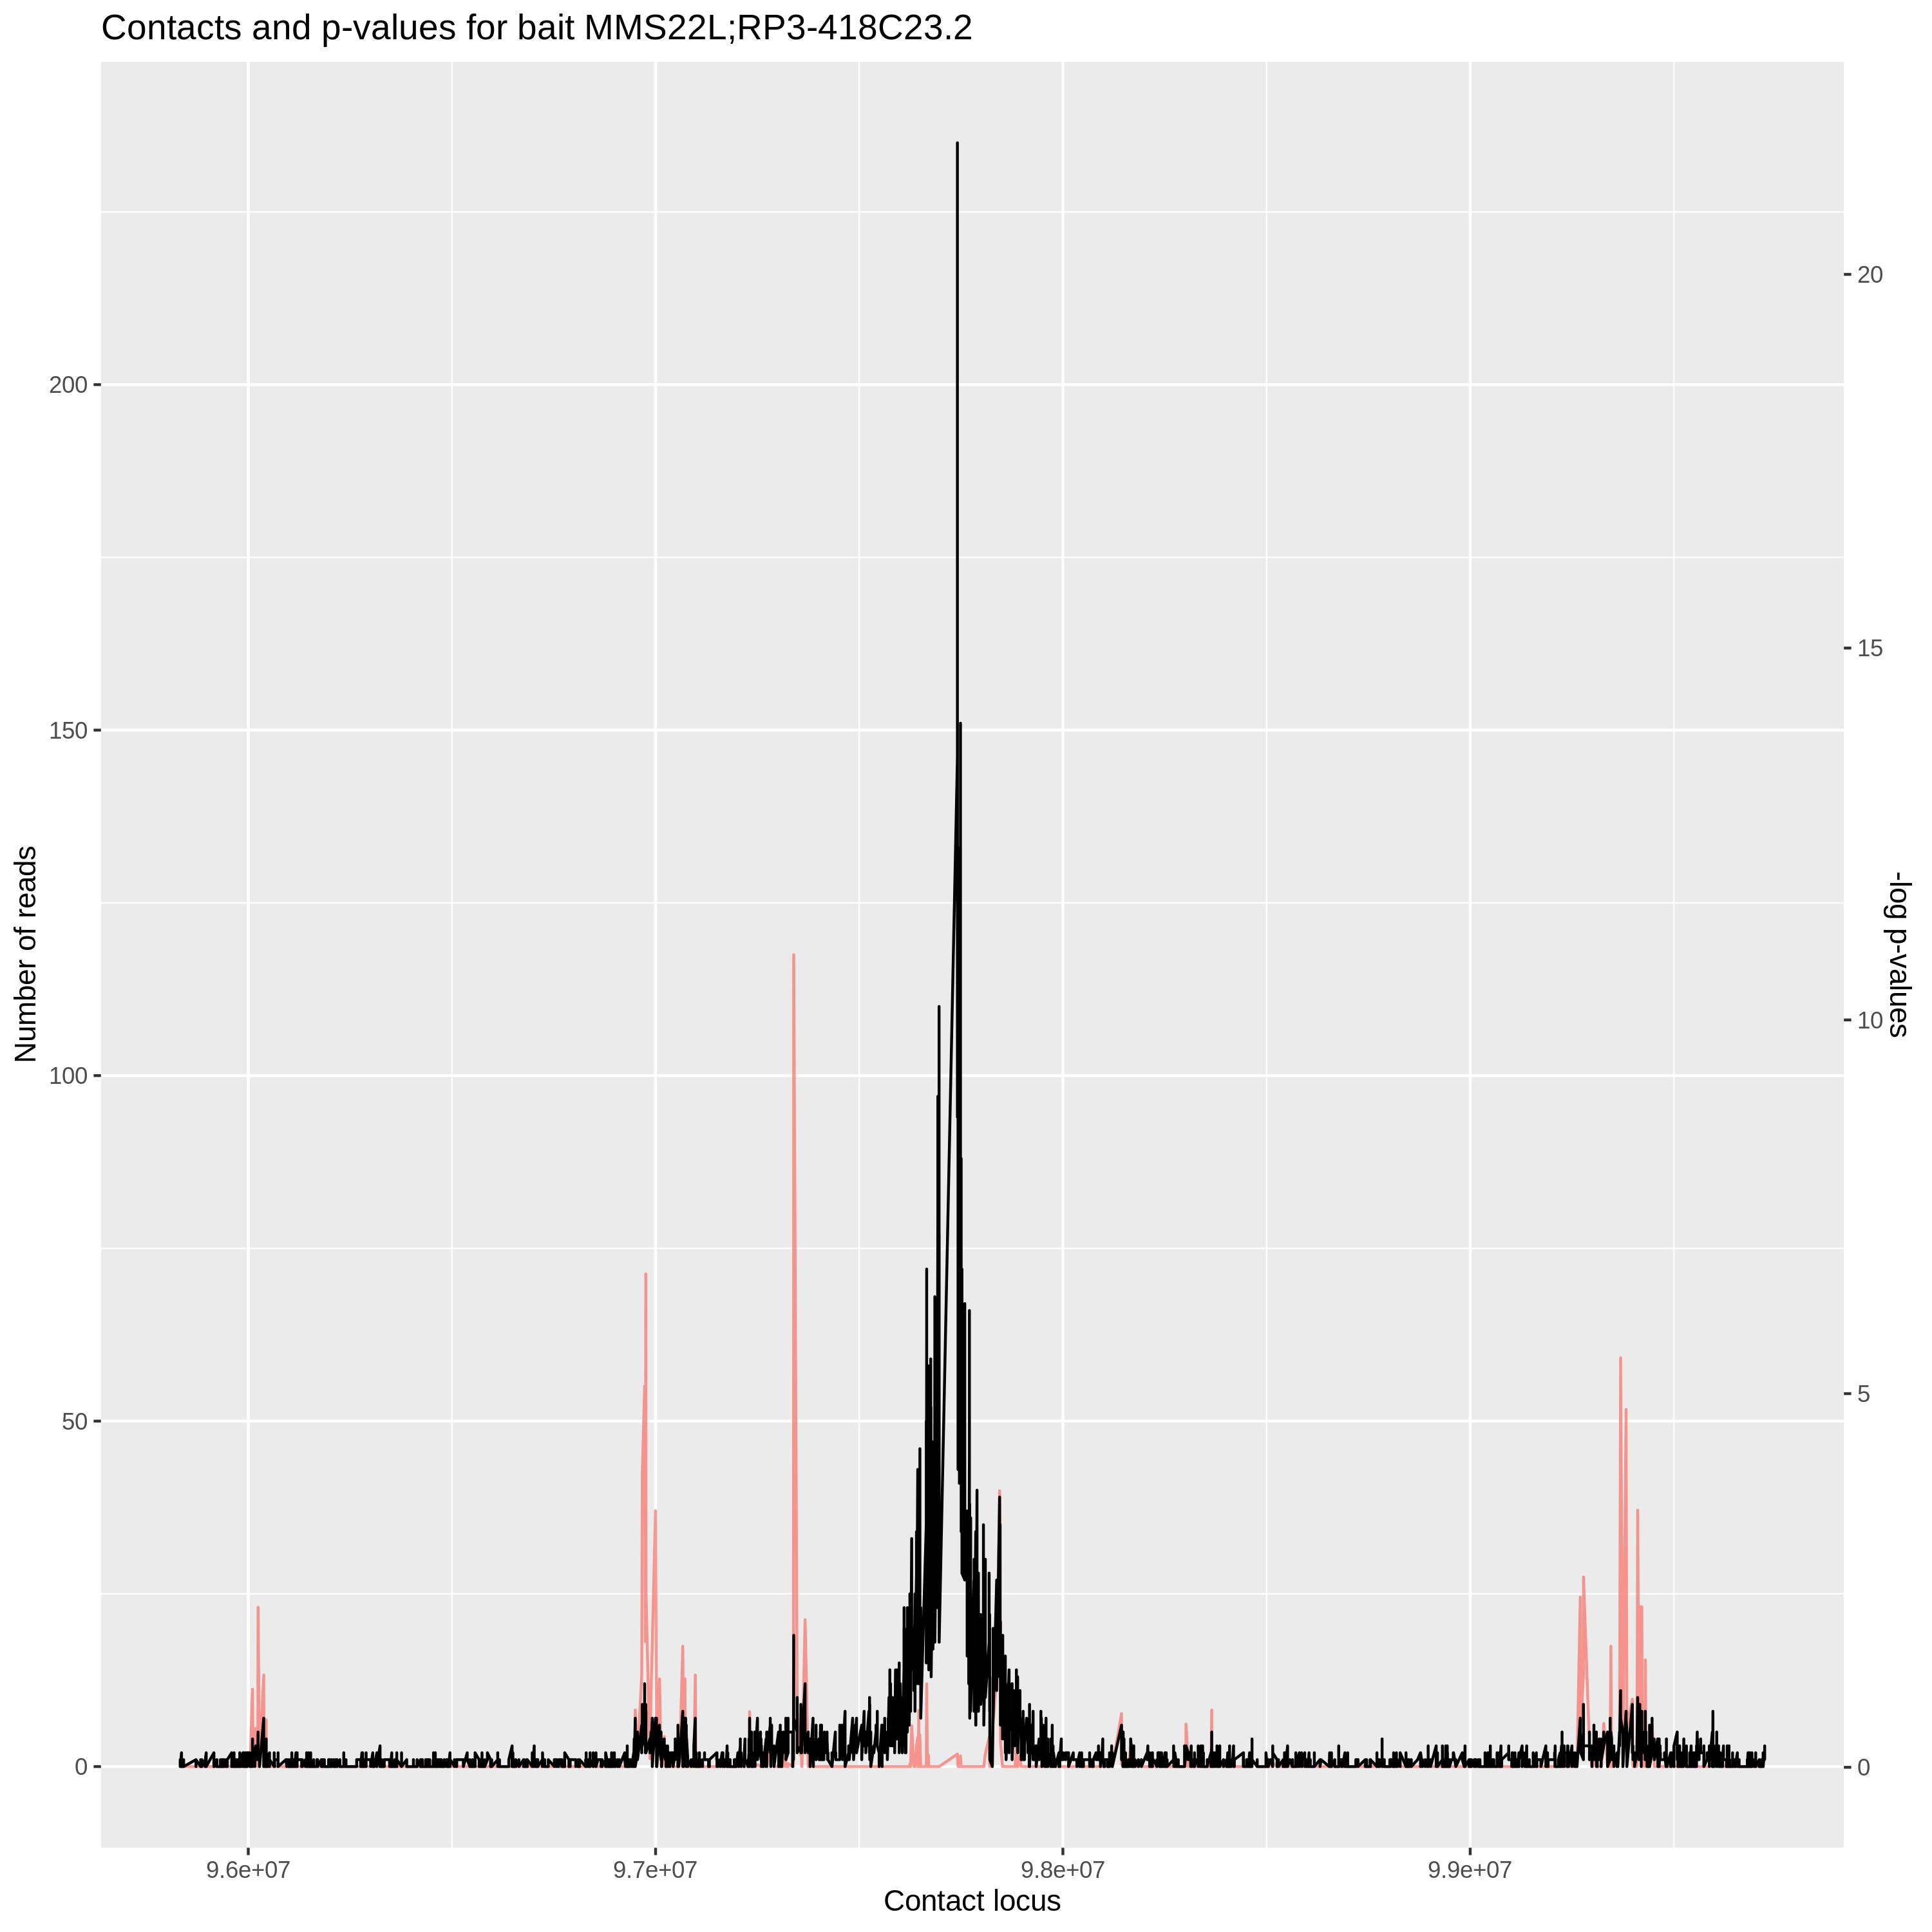 Contacts and p-values for bait MMS22L;RP3-418C23.2
Number of reads
200
150
100
50
0
20
15
10
5
0
-log p-values
9.6e+07
9.7e+07
9.8e+07
9.9e+07
Contact locus